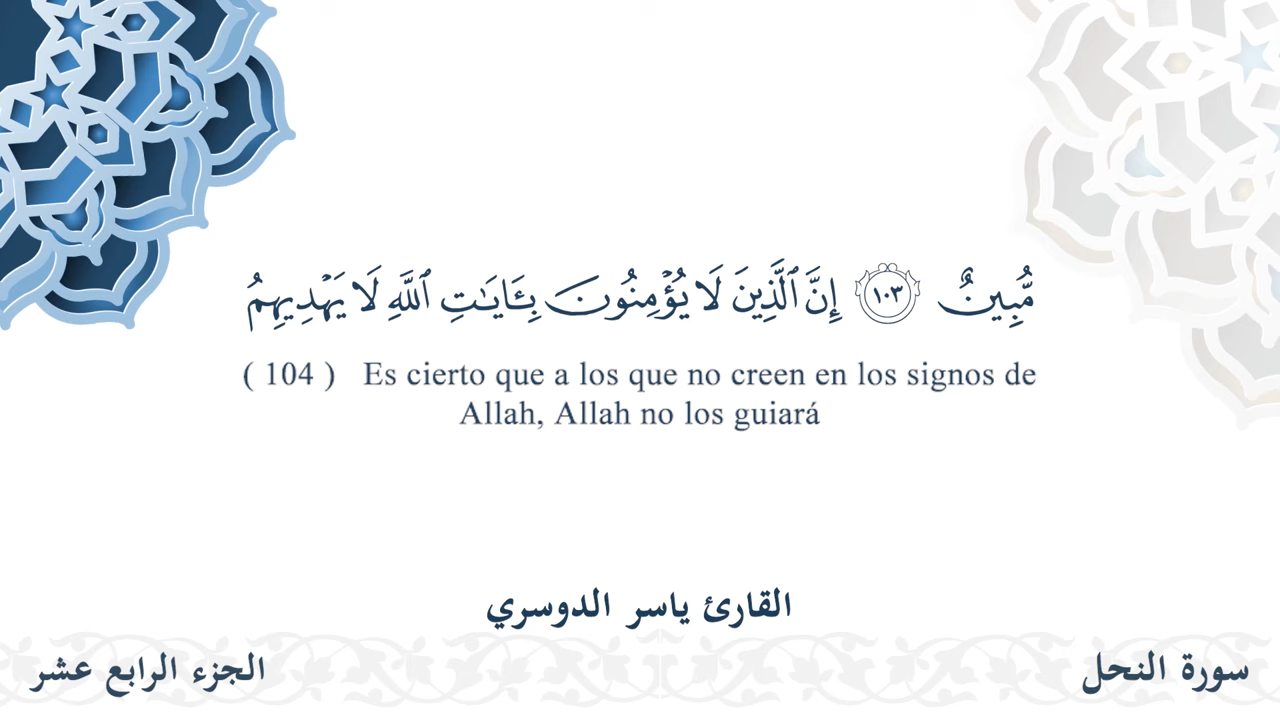 مُّبِينٌ ١٠٣ إِنَّ ٱلَّذِينَ لَا يُؤۡمِنُونَ بِـَٔايَٰتِ ٱللَّهِ لَا يَهۡدِيهِمُ
( 104 ) Es cierto que a los que no creen en los signos de
Allah, Allah no los guiará
القارئ ياسر الدوسري
سورة النحل
الجزء الرابع عشر